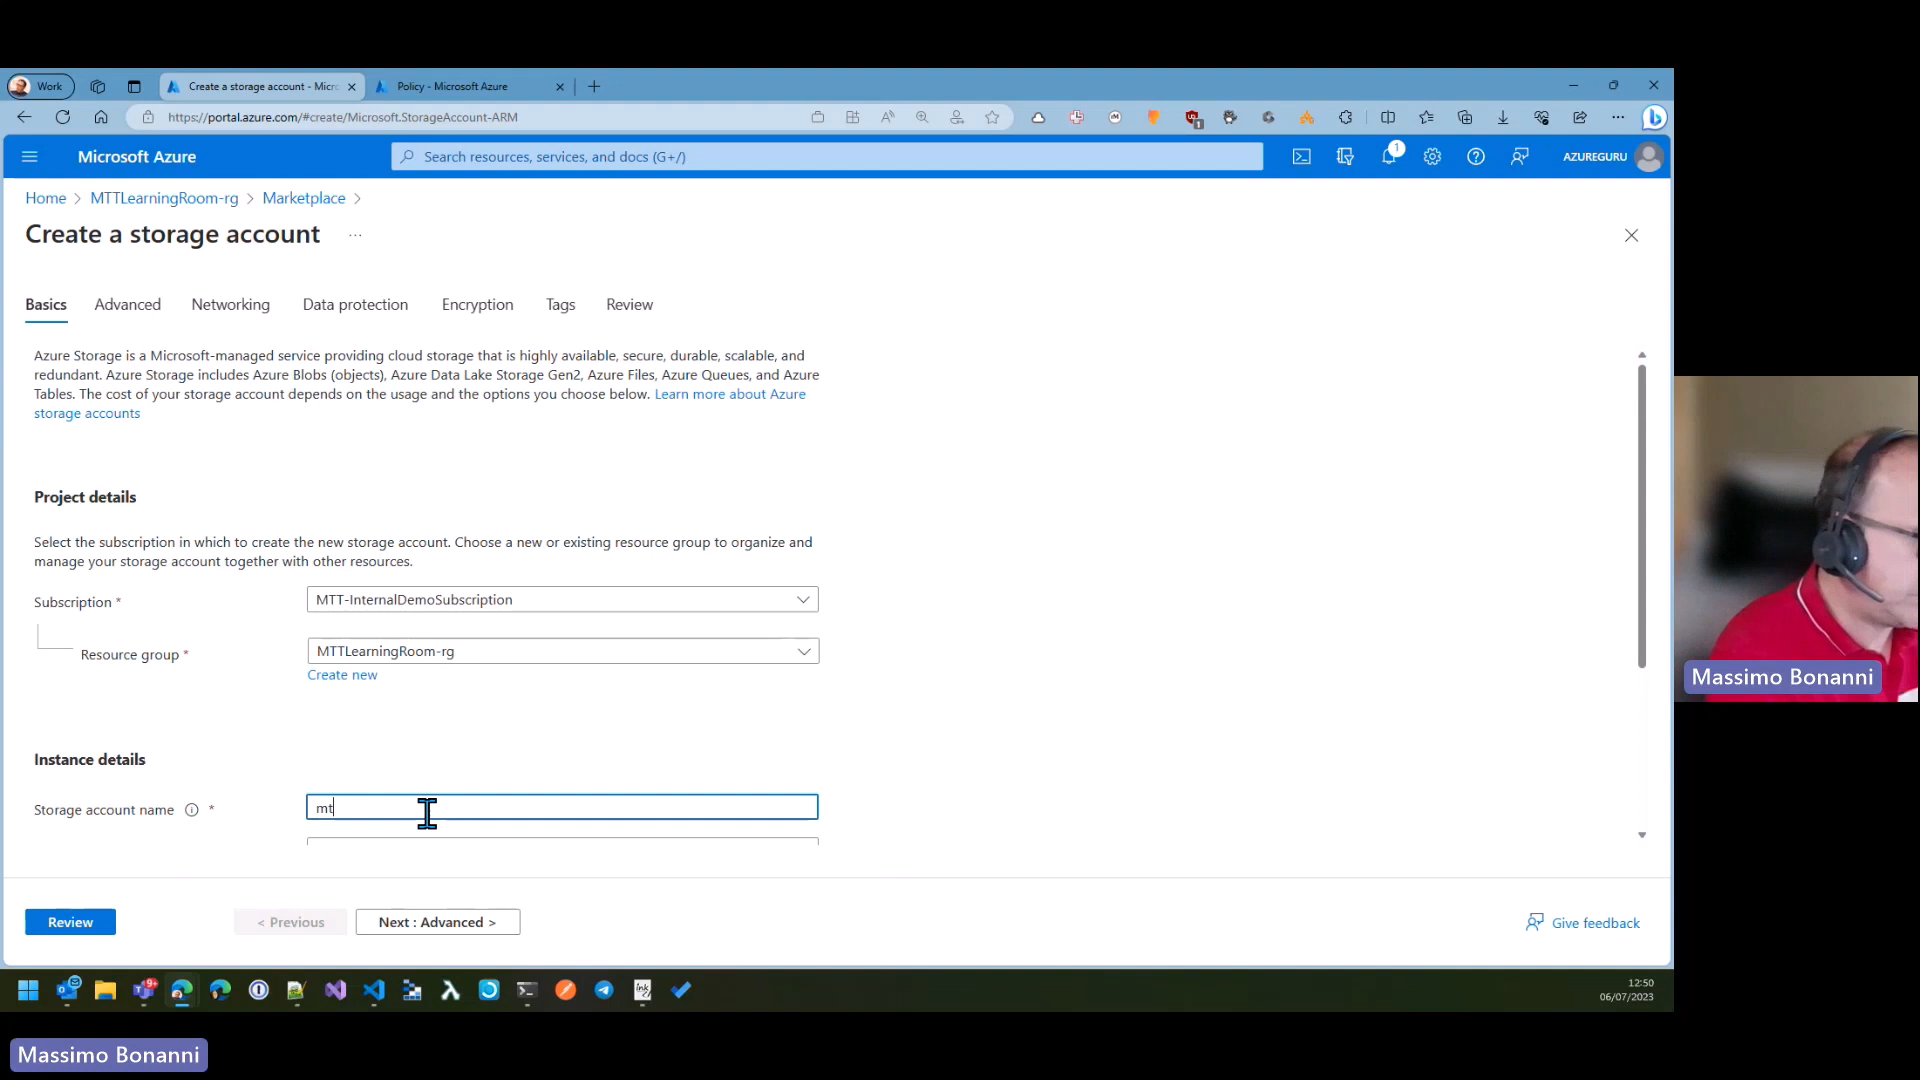 Work
Create a storage account - Micro
Policy - Microsoft Azure
https://portal.azure.com/#create/Microsoft.StorageAccount-ARM
Microsoft Azure
Search resources, services, and docs (G+/)
1
AZUREGURU
Home > MTTLearningRoom-rg > Marketplace >
Create a storage account ...
Basics Advanced Networking Data protection Encryption Tags Review
Azure Storage is a Microsoft-managed service providing cloud storage that is highly available, secure, durable, scalable, and
redundant. Azure Storage includes Azure Blobs (objects), Azure Data Lake Storage Gen2, Azure Files, Azure Queues, and Azure
Tables. The cost of your storage account depends on the usage and the options you choose below. Learn more about Azure
storage accounts
Project details
Select the subscription in which to create the new storage account. Choose a new or existing resource group to organize and
manage your storage account together with other resources.
Subscription *
MTT-InternalDemoSubscription
Resource group *
MTTLearningRoom-rg
Create new
Instance details
Storage account name *
mt
Review
< Previous
Next : Advanced >
Give feedback
Massimo Bonanni
9+
12:50
06/07/2023
Massimo Bonanni